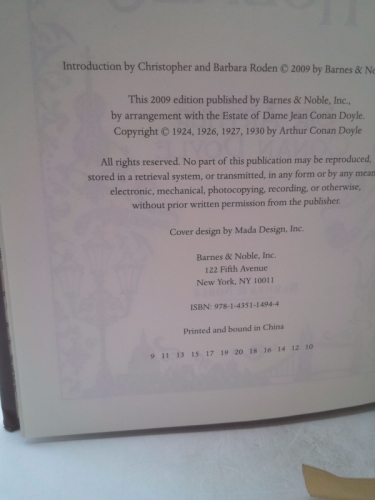 Introduction by Christopher and Barbara Roden © 2009 by Barnes & No
This 2009 edition published by Barnes & Noble, Inc.,
by arrangement with the Estate of Dame Jean Conan Doyle.
Copyright © 1924, 1926, 1927, 1930 by Arthur Conan Doyle
All rights reserved. No part of this publication may be reproduced,
stored in a retrieval system, or transmitted, in any form or by any mean
electronic, mechanical, photocopying, recording, or otherwise,
without prior written permission from the publisher.
Cover design by Mada Design, Inc.
Barnes & Noble, Inc.
122 Fifth Avenue
New York, NY 10011
ISBN: 978-1-4351-1494-4
Printed and bound in China
9 11 13 15 17 19 20 18 16 14 12 10